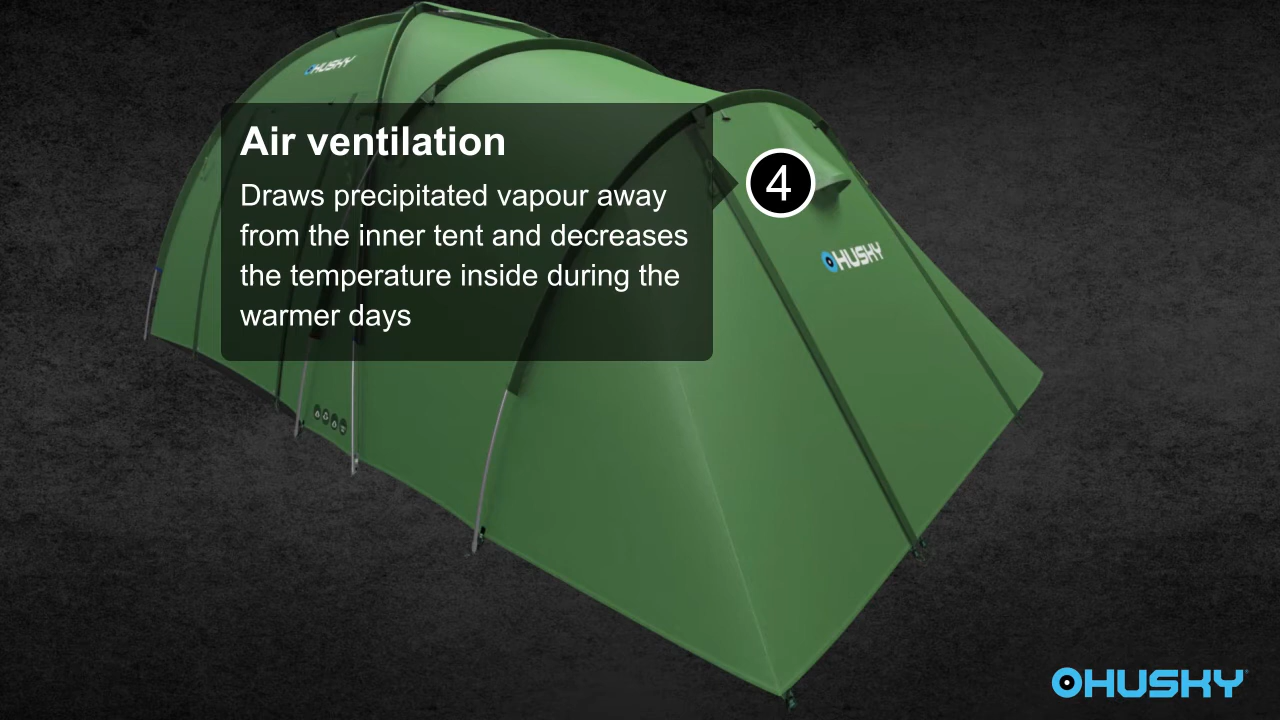 HUSKY
Air ventilation
Draws precipitated vapour away
from the inner tent and decreases
the temperature inside during the
warmer days
4
HUSKY
HUSKY